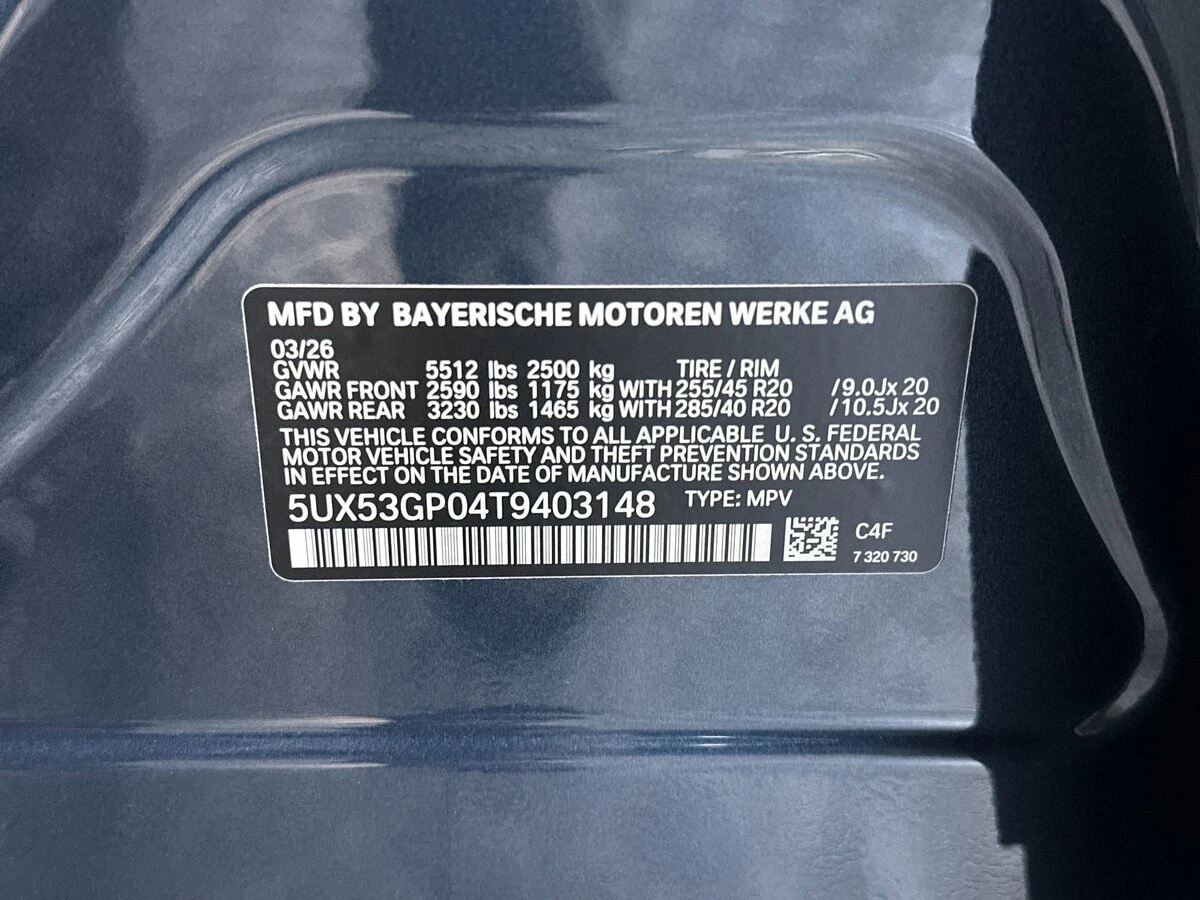 MFD BY BAYERISCHE MOTOREN WERKE AG
03/26
GVWR 5512 lbs 2500 kg TIRE / RIM
GAWR FRONT 2590 lbs 1175 kg WITH 255/45 R20 /9.0Jx 20
GAWR REAR 3230 lbs 1465 kg WITH 285/40 R20 /10.5Jx 20
THIS VEHICLE CONFORMS TO ALL APPLICABLE U. S. FEDERAL
MOTOR VEHICLE SAFETY AND THEFT PREVENTION STANDARDS
IN EFFECT ON THE DATE OF MANUFACTURE SHOWN ABOVE.
5UX53GP04T9403148 TYPE: MPV
C4F
7 320 730